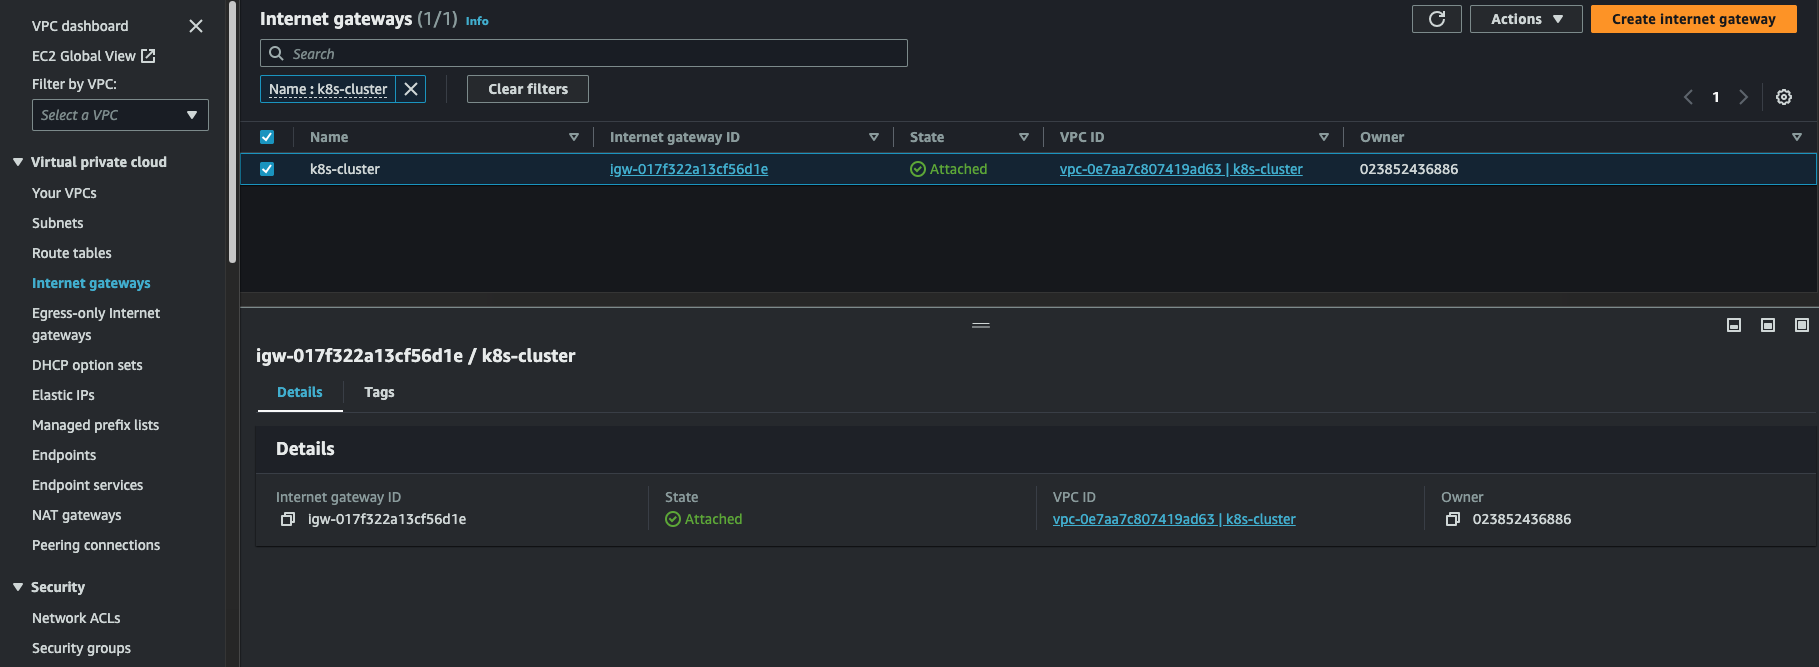 VPC dashboard
EC2 Global View
Filter by VPC:
Select a VPC
Virtual private cloud
Your VPCs
Subnets
Route tables
Internet gateways
Egress-only Internet
gateways
DHCP option sets
Elastic IPs
Managed prefix lists
Endpoints
Endpoint services
NAT gateways
Peering connections
Security
Network ACLs
Security groups
Internet gateways (1/1) Info
Actions
Create internet gateway
Search
Name : k8s-cluster
Clear filters
1
Name Internet gateway ID State VPC ID Owner
k8s-cluster igw-017f322a13cf56d1e Attached vpc-0e7aa7c807419ad63 | k8s-cluster 023852436886
igw-017f322a13cf56d1e / k8s-cluster
Details Tags
Details
Internet gateway ID State VPC ID Owner
igw-017f322a13cf56d1e Attached vpc-0e7aa7c807419ad63 | k8s-cluster 023852436886